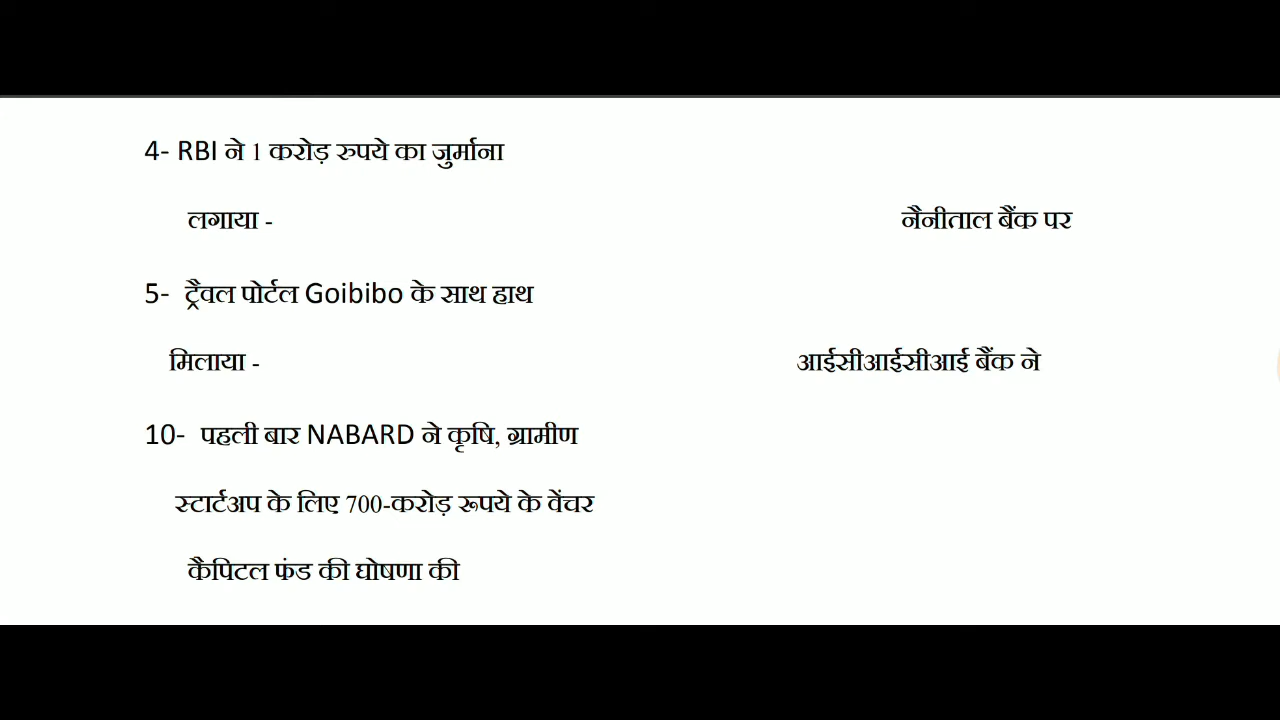 4- RBI ने 1 करोड़ रुपये का जुर्माना
लगाया - नैनीताल बैंक पर
5- ट्रैवल पोर्टल Goibibo के साथ हाथ
मिलाया - आईसीआईसीआई बैंक ने
10- पहली बार NABARD ने कृषि, ग्रामीण
स्टार्टअप के लिए 700-करोड़ रूपये के वेंचर
कैपिटल फंड की घोषणा की